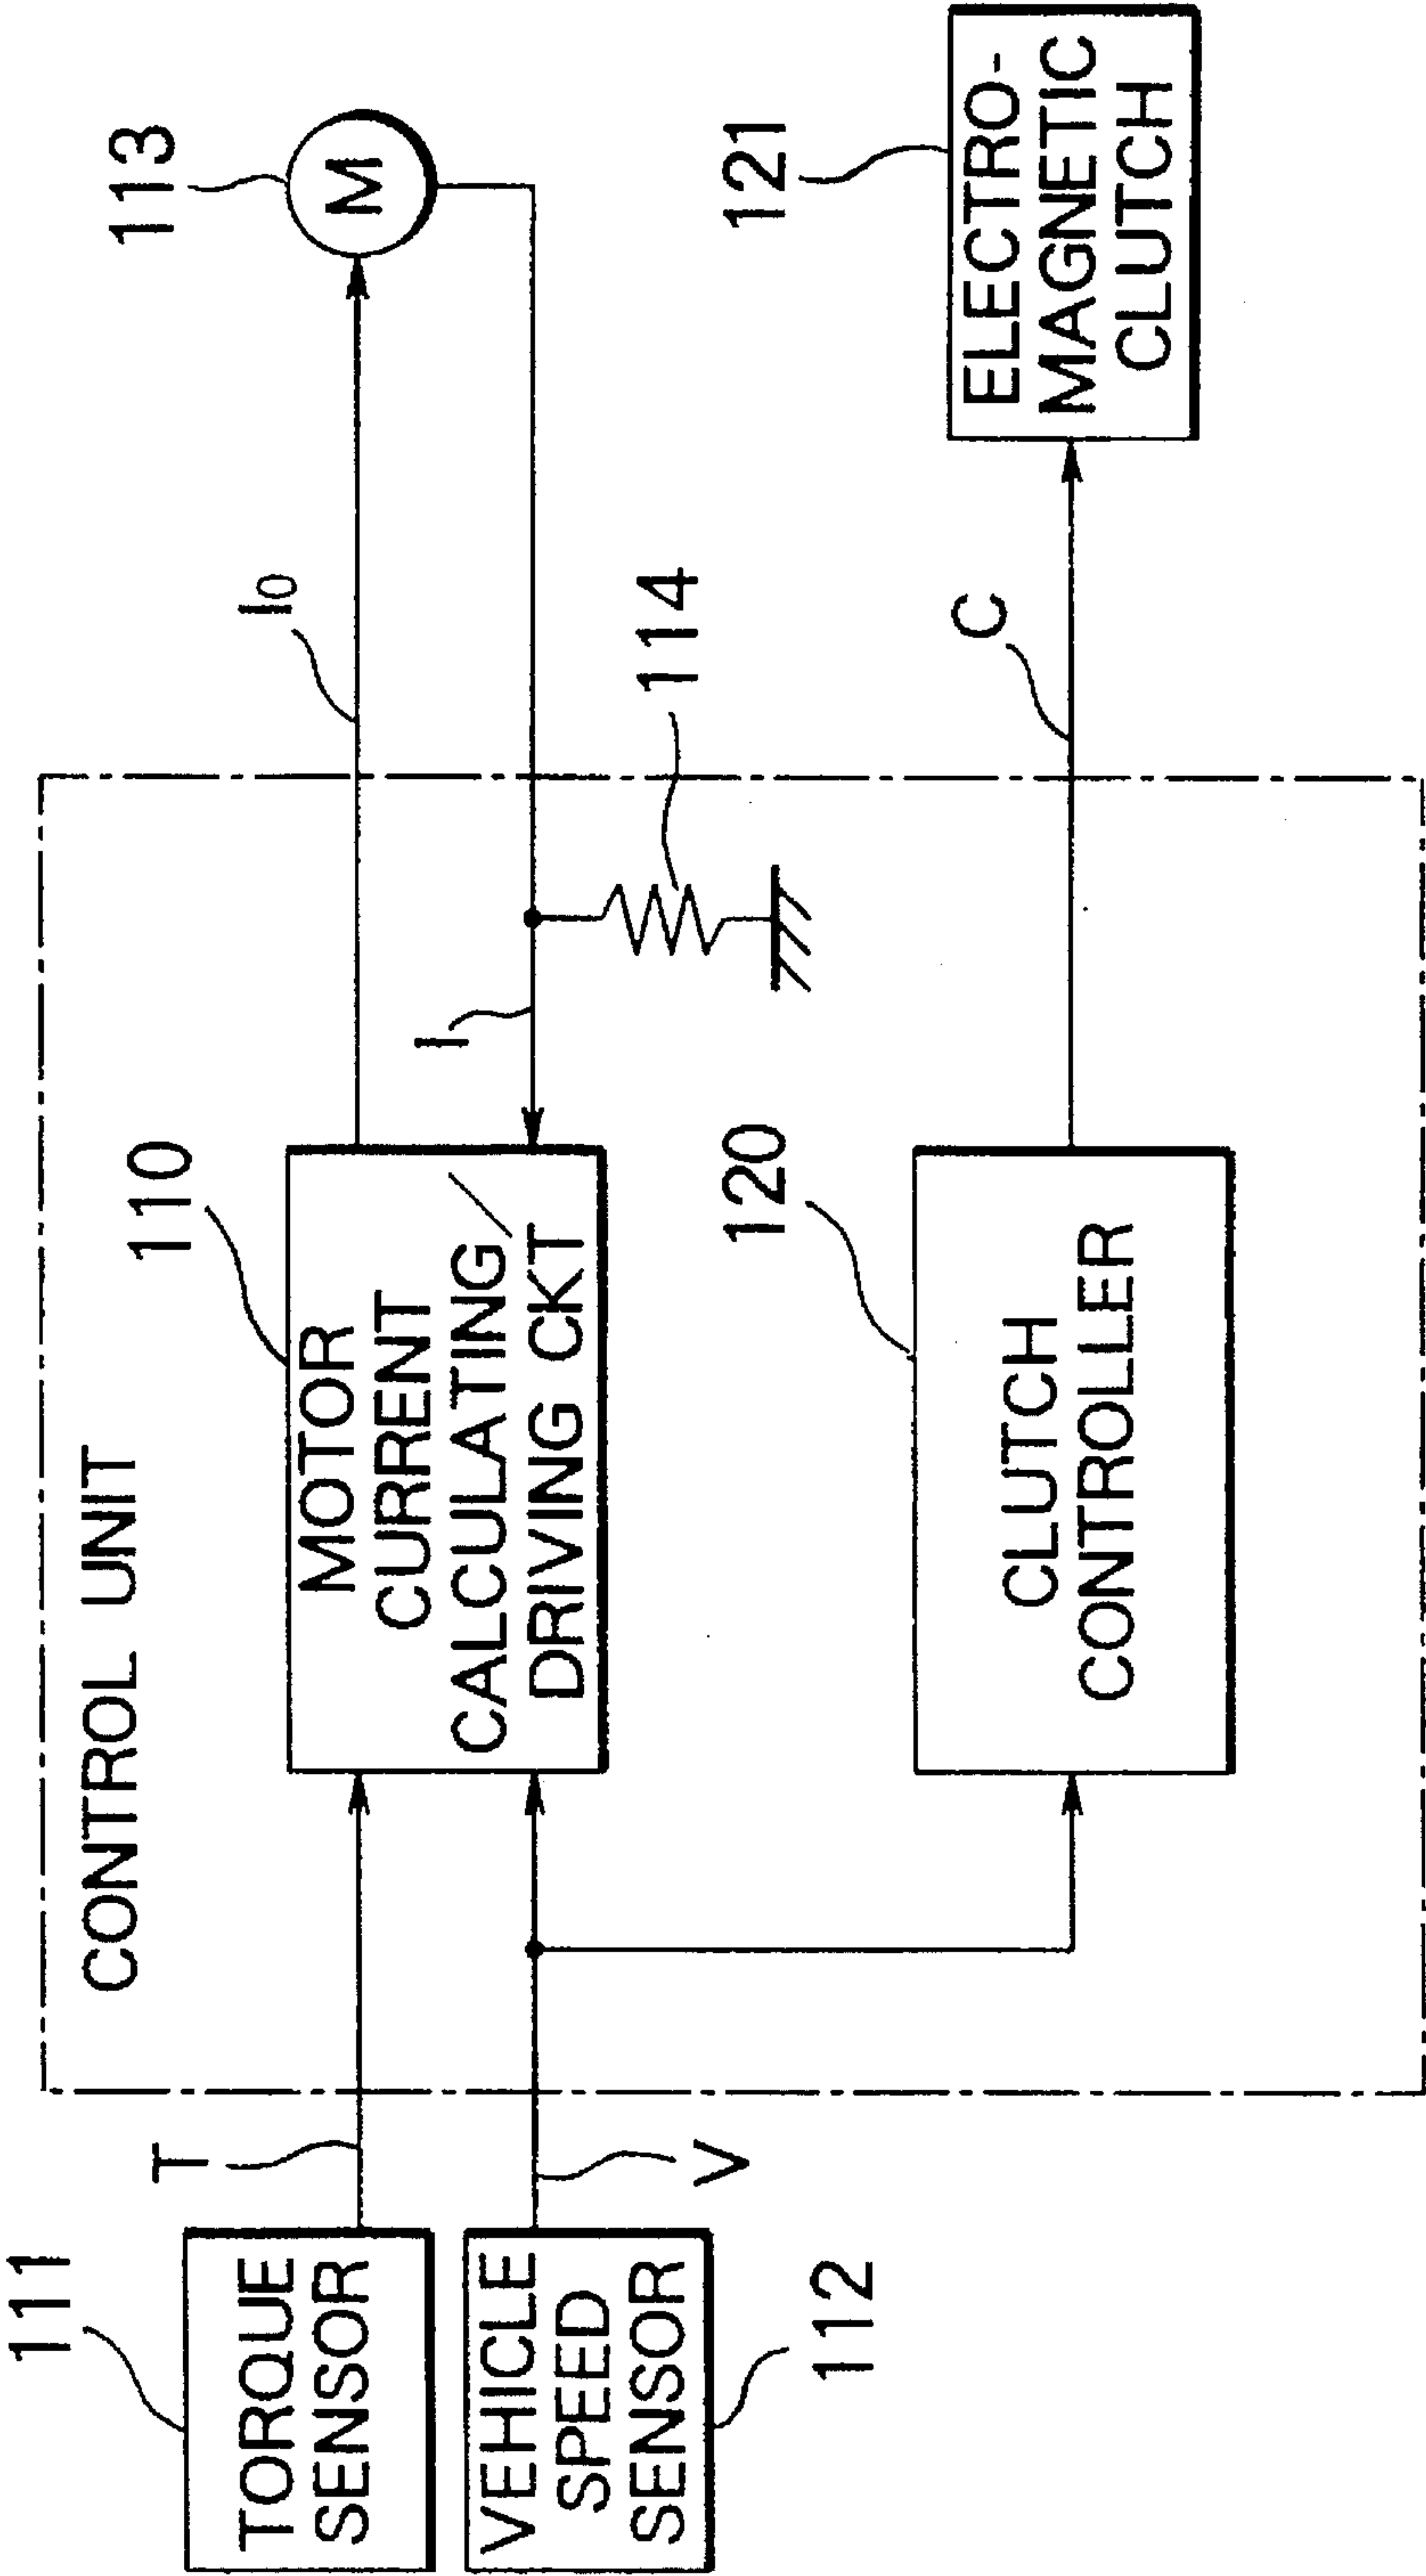 CONTROL UNIT
111
TORQUE
SENSOR
T
110
MOTOR
CURRENT
CALCULATING/
DRIVING CKT
I0
113
M
VEHICLE
SPEED
SENSOR
112
V
I
114
120
CLUTCH
CONTROLLER
C
121
ELECTRO-
MAGNETIC
CLUTCH